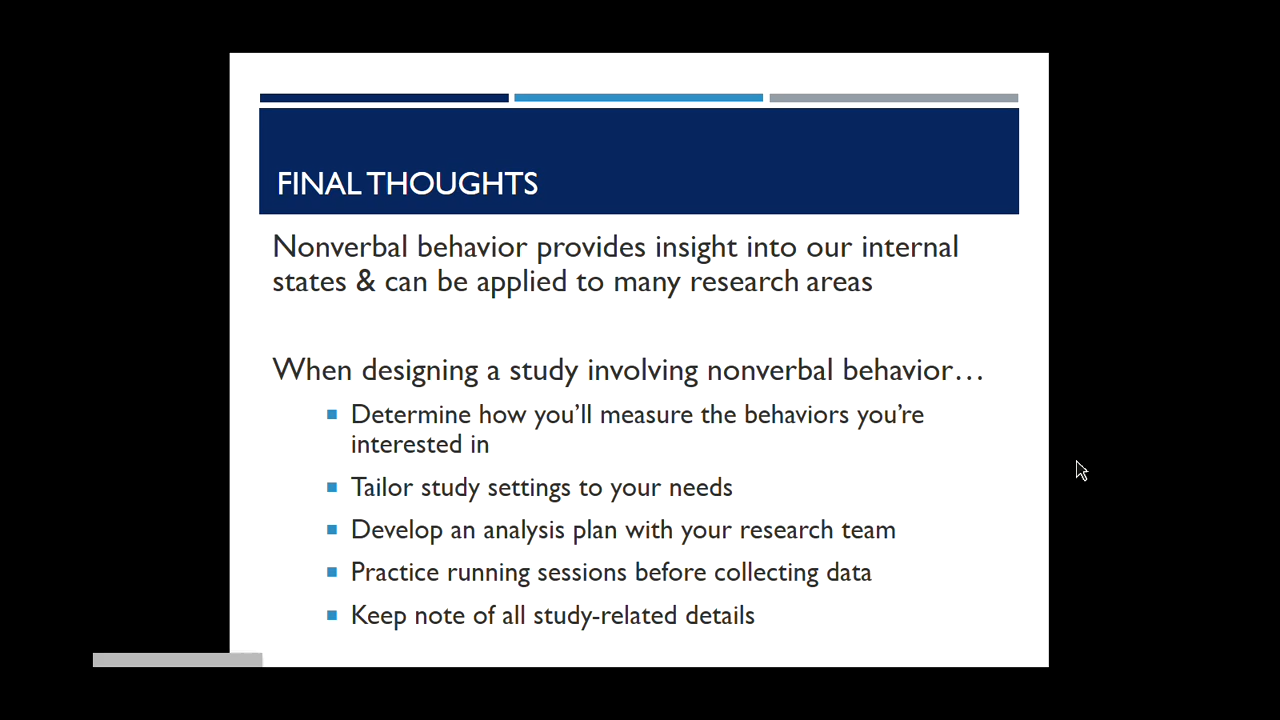 FINAL THOUGHTS
Nonverbal behavior provides insight into our internal
states & can be applied to many research areas
When designing a study involving nonverbal behavior…
Determine how you’ll measure the behaviors you’re
interested in
Tailor study settings to your needs
Develop an analysis plan with your research team
Practice running sessions before collecting data
Keep note of all study-related details